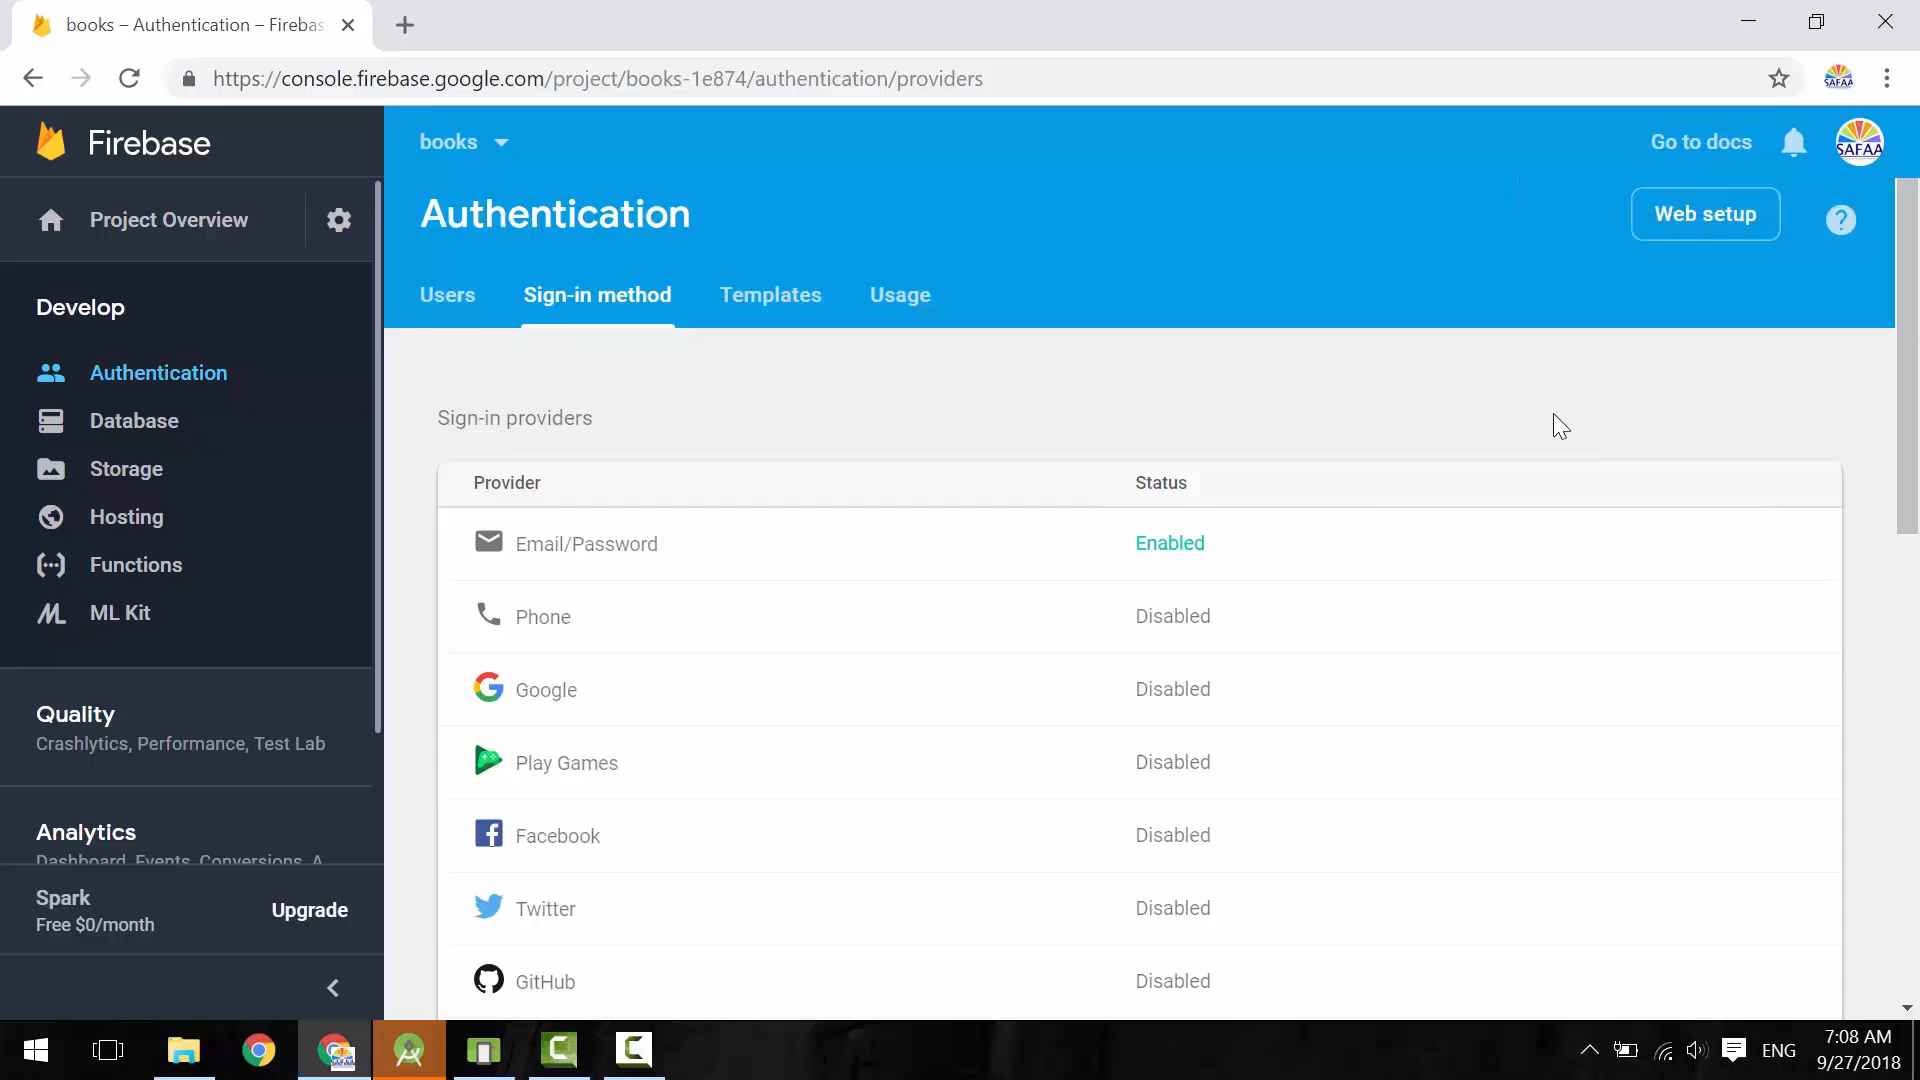 books – Authentication – Firebas
https://console.firebase.google.com/project/books-1e874/authentication/providers
SAFAA
Firebase
books
Go to docs
SAFAA
Project Overview
Authentication
Web setup
Users
Sign-in method
Templates
Usage
Develop
Authentication
Database
Storage
Hosting
Functions
ML Kit
Quality
Crashlytics, Performance, Test Lab
Analytics
Dashboard, Events, Conversions, A
Spark
Free $0/month
Upgrade
Sign-in providers
Provider Status
Email/Password Enabled
Phone Disabled
Google Disabled
Play Games Disabled
Facebook Disabled
Twitter Disabled
GitHub Disabled
ENG
7:08 AM
9/27/2018